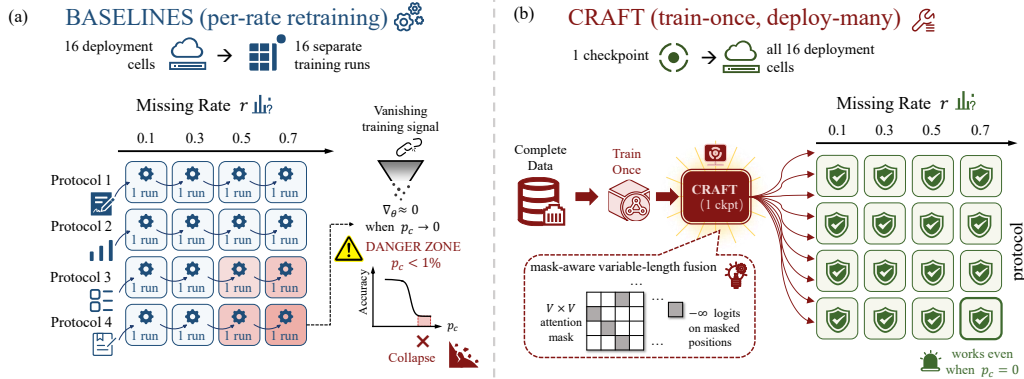 (a)
BASELINES (per-rate retraining)
16 deployment
cells
16 separate
training runs
Missing Rate r
0.1 0.3 0.5 0.7
Protocol 1
1 run 1 run 1 run 1 run
Protocol 2
1 run 1 run 1 run 1 run
Protocol 3
1 run 1 run 1 run 1 run
Protocol 4
1 run 1 run 1 run 1 run
Vanishing
training signal
∇θ ≈ 0
when p_c → 0
DANGER ZONE
p_c < 1%
Accuracy
p_c
Collapse
(b)
CRAFT (train-once, deploy-many)
1 checkpoint
all 16 deployment
cells
Missing Rate r
0.1 0.3 0.5 0.7
Complete
Data
Train
Once
CRAFT
(1 ckpt)
protocol
mask-aware variable-length fusion
...
V × V
attention
mask
...
...
−∞ logits
on masked
positions
works even
when p_c = 0